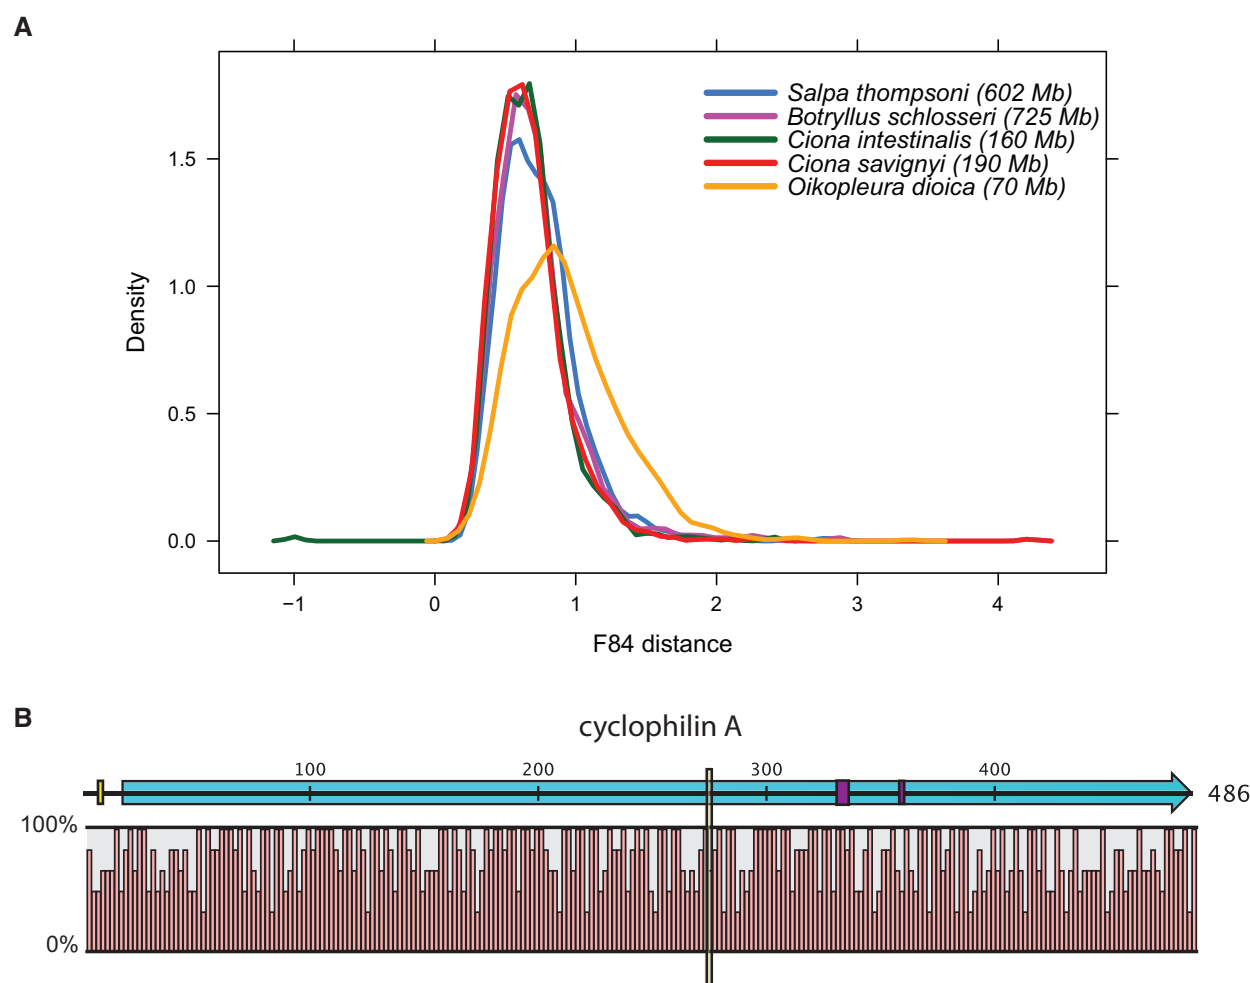 A
Salpa thompsoni (602 Mb)
Botryllus schlosseri (725 Mb)
Ciona intestinalis (160 Mb)
Ciona savignyi (190 Mb)
Oikopleura dioica (70 Mb)
1.5
1.0
0.5
0.0
Density
−1 0 1 2 3 4
F84 distance
B
cyclophilin A
100 200 300 400
486
100%
0%